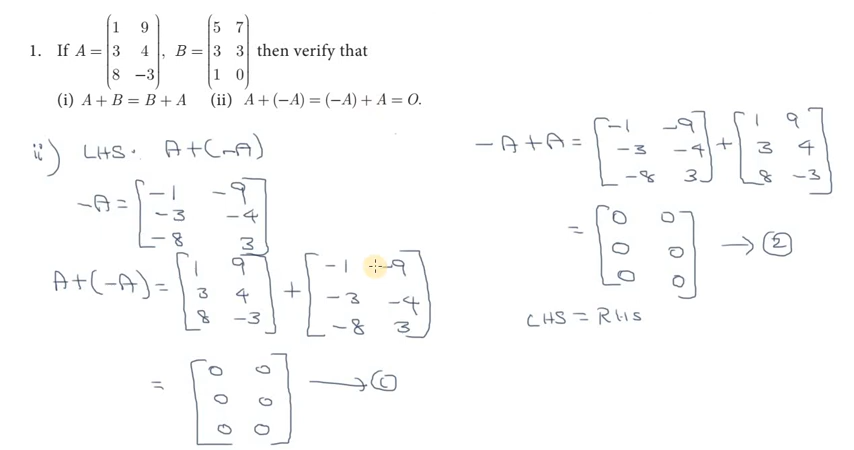 1. If A = (1 9; 3 4; 8 −3), B = (5 7; 3 3; 1 0) then verify that
(i) A + B = B + A (ii) A + (−A) = (−A) + A = O.
ii) LHS. A+(-A)
-A = [-1 -9; -3 -4; -8 3]
A+(-A) = [1 9; 3 4; 8 -3] + [-1 -9; -3 -4; -8 3]
= [0 0; 0 0; 0 0] → ①
-A+A = [-1 -9; -3 -4; -8 3] + [1 9; 3 4; 8 -3]
= [0 0; 0 0; 0 0] → ②
LHS = RHS